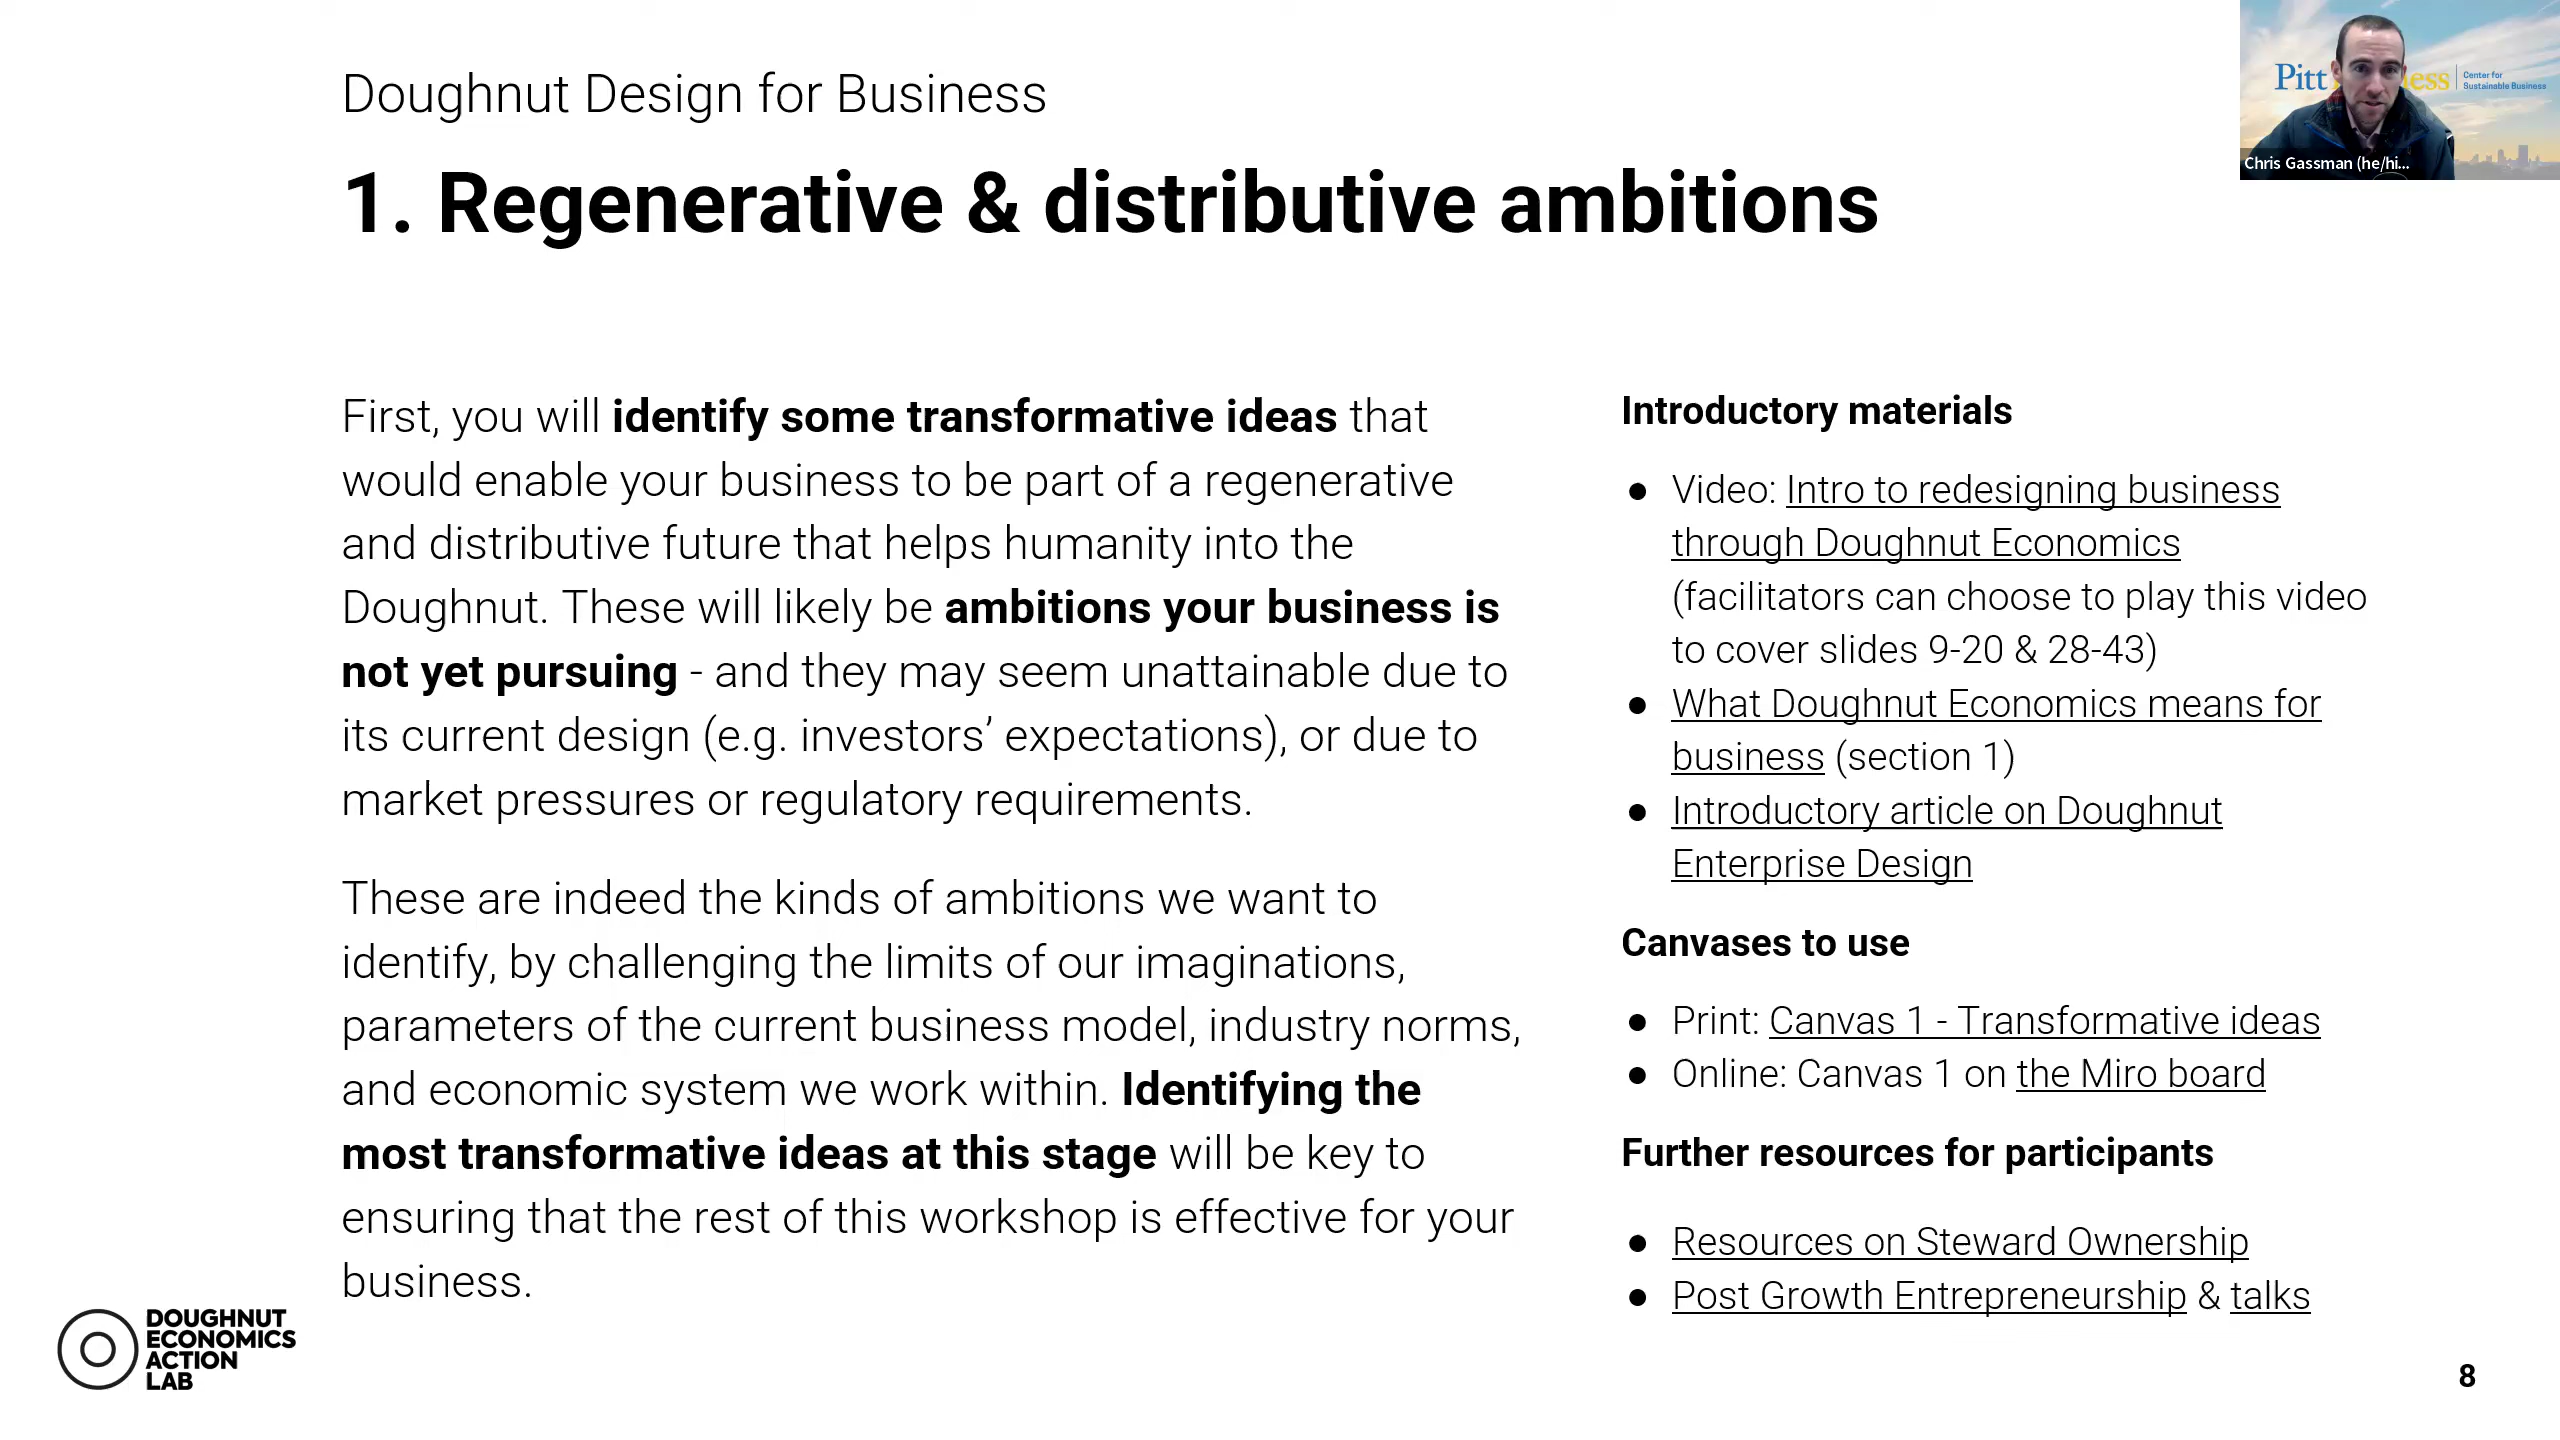 Doughnut Design for Business
1. Regenerative & distributive ambitions
First, you will identify some transformative ideas that
would enable your business to be part of a regenerative
and distributive future that helps humanity into the
Doughnut. These will likely be ambitions your business is
not yet pursuing - and they may seem unattainable due to
its current design (e.g. investors’ expectations), or due to
market pressures or regulatory requirements.
These are indeed the kinds of ambitions we want to
identify, by challenging the limits of our imaginations,
parameters of the current business model, industry norms,
and economic system we work within. Identifying the
most transformative ideas at this stage will be key to
ensuring that the rest of this workshop is effective for your
business.
Introductory materials
● Video: Intro to redesigning business
through Doughnut Economics
(facilitators can choose to play this video
to cover slides 9-20 & 28-43)
● What Doughnut Economics means for
business (section 1)
● Introductory article on Doughnut
Enterprise Design
Canvases to use
● Print: Canvas 1 - Transformative ideas
● Online: Canvas 1 on the Miro board
Further resources for participants
● Resources on Steward Ownership
● Post Growth Entrepreneurship & talks
DOUGHNUT
ECONOMICS
ACTION
LAB
8
Pitt ess
Center for
Sustainable Business
Chris Gassman (he/hi...